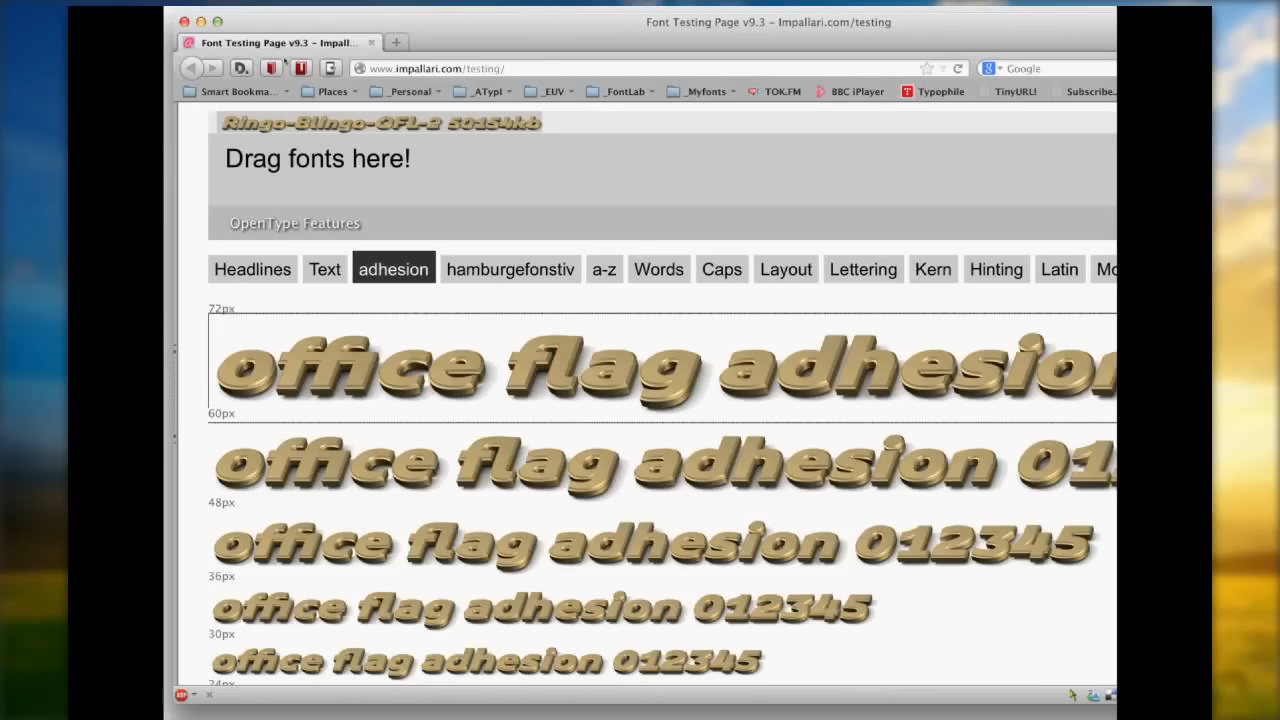 Font Testing Page v9.3 – Impallari.com/testing
Font Testing Page v9.3 – Impall...
www.impallari.com/testing/
Google
Smart Bookma... Places _Personal _ATypI _EUV _FontLab _Myfonts TOK.FM BBC iPlayer Typophile TinyURL! Subscribe...
Ringo-Blingo-OFL-2 50154kb
Drag fonts here!
OpenType Features
Headlines Text adhesion hamburgefonstiv a-z Words Caps Layout Lettering Kern Hinting Latin Mo
72px
office flag adhesion
60px
office flag adhesion 01
48px
office flag adhesion 012345
36px
office flag adhesion 012345
30px
office flag adhesion 012345
24px
ABP